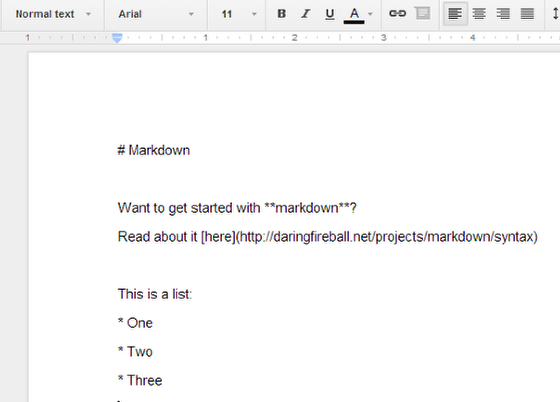 Normal text Arial 11 B I U A
1 1 2 3 4
# Markdown
Want to get started with **markdown**?
Read about it [here](http://daringfireball.net/projects/markdown/syntax)
This is a list:
* One
* Two
* Three